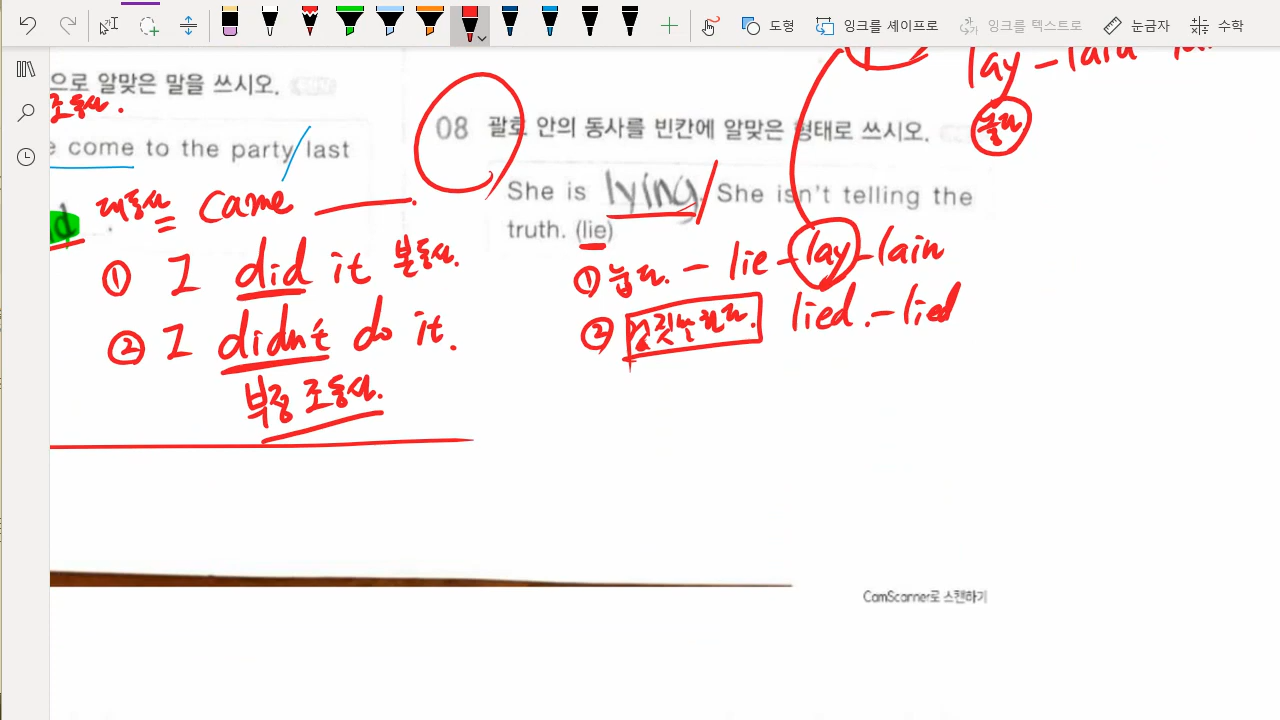 도형 잉크를 셰이프로 잉크를 텍스트로 눈금자 수학
으로 알맞은 말을 쓰시오.
조동사.
e come to the party last
대동사 came
① I did it 본동사.
② I didn't do it.
부정 조동사.
08 괄호 안의 동사를 빈칸에 알맞은 형태로 쓰시오.
She is lying. She isn't telling the
truth. (lie)
① 눕다. – lie – lay – lain
② 거짓말하다. lied. – lied
lay – laid
놓다
CamScanner로 스캔하기